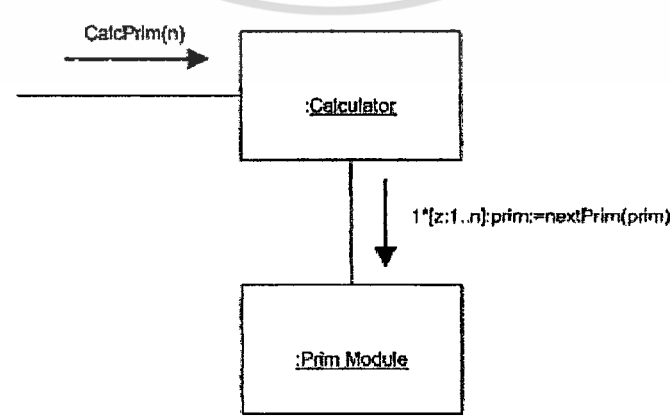 CalcPrim(n)
:Calculator
1*[z:1..n]:prim:=nextPrim(prim)
:Prim Module